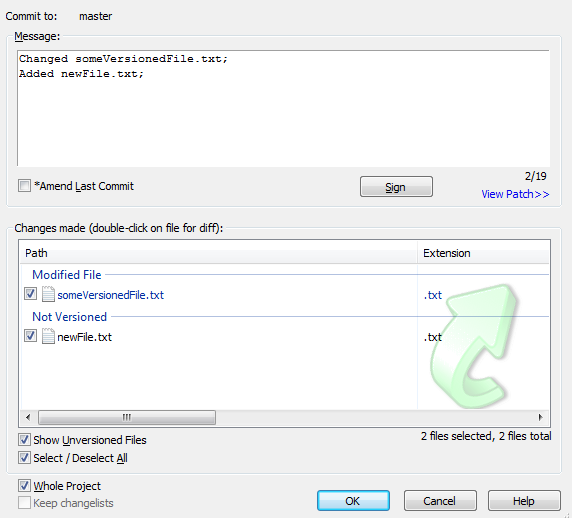 Commit to: master
Message:
Changed someVersionedFile.txt;
Added newFile.txt;
2/19
*Amend Last Commit Sign
View Patch>>
Changes made (double-click on file for diff):
Path Extension
Modified File
someVersionedFile.txt .txt
Not Versioned
newFile.txt .txt
Show Unversioned Files 2 files selected, 2 files total
Select / Deselect All
Whole Project
Keep changelists
OK Cancel Help